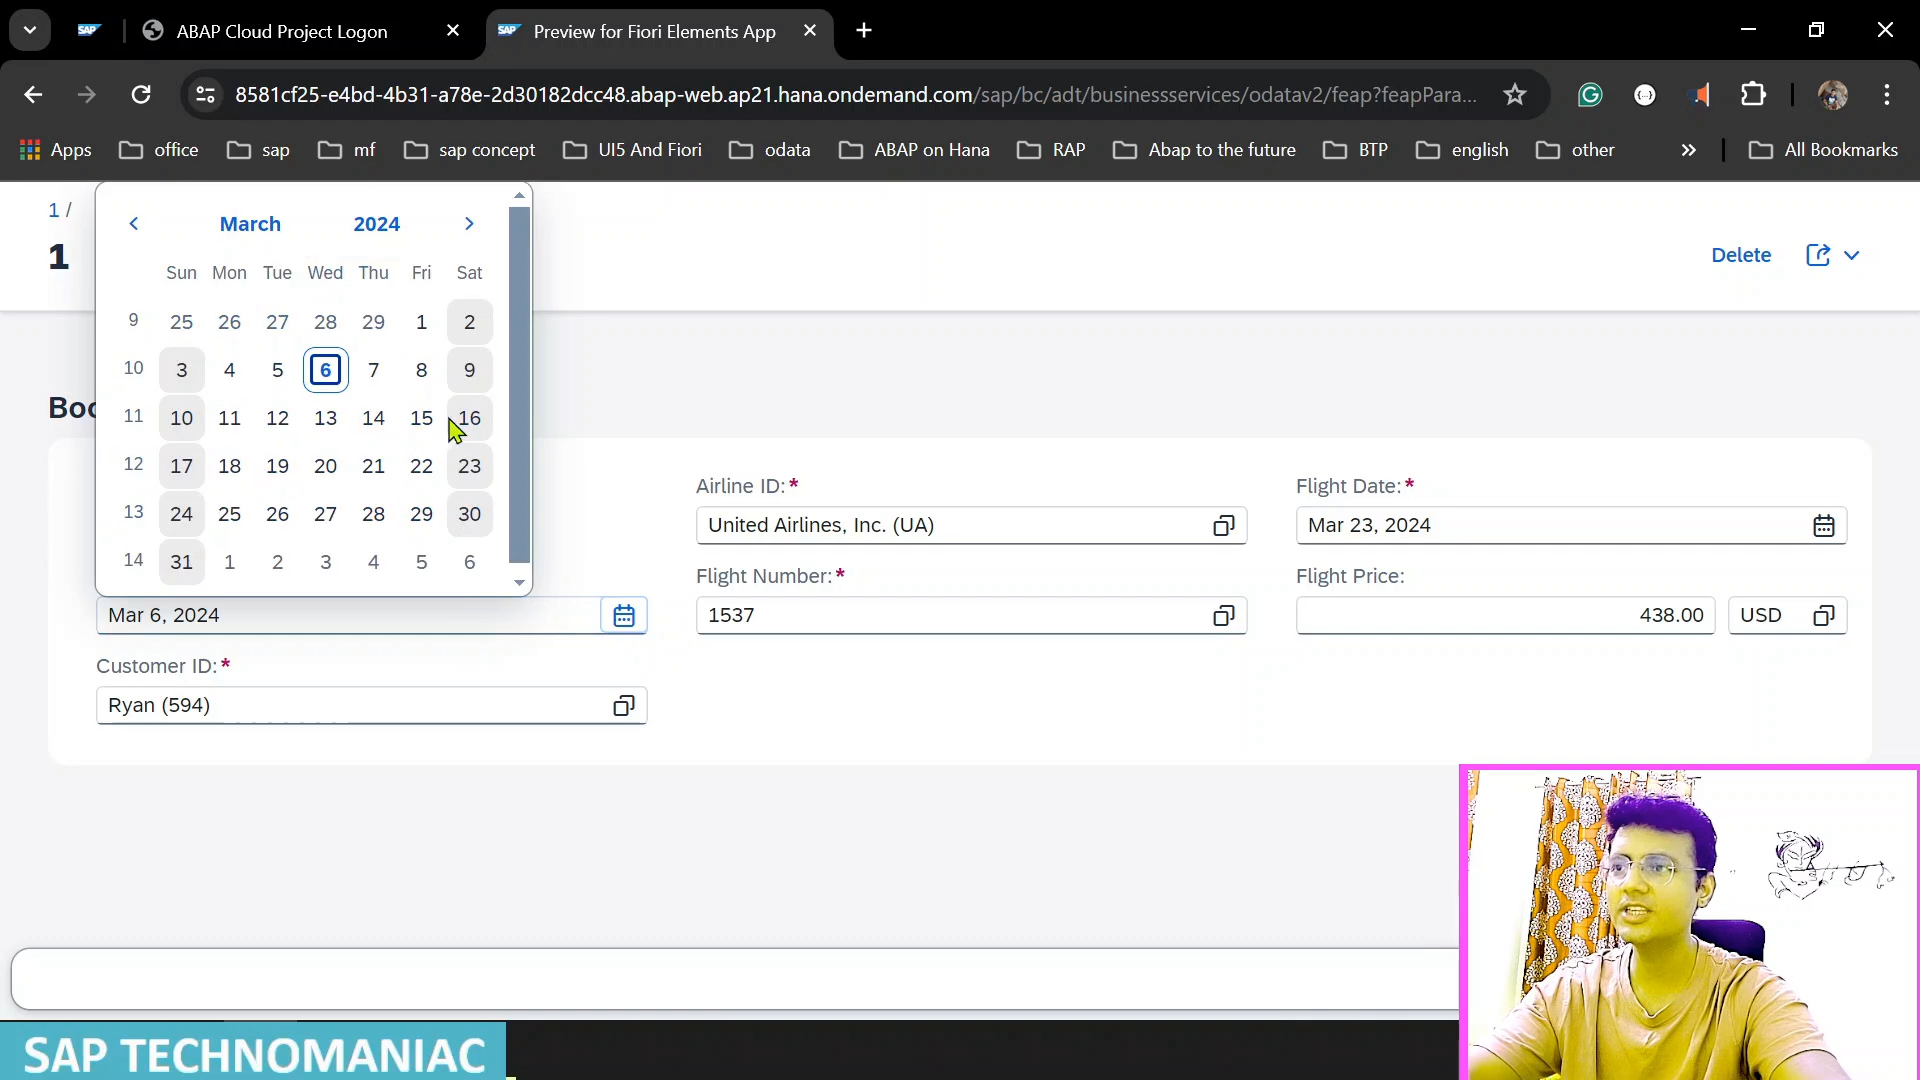 SAP
ABAP Cloud Project Logon
SAP
Preview for Fiori Elements App
8581cf25-e4bd-4b31-a78e-2d30182dcc48.abap-web.ap21.hana.ondemand.com/sap/bc/adt/businessservices/odatav2/feap?feapPara...
Apps
office
sap
mf
sap concept
UI5 And Fiori
odata
ABAP on Hana
RAP
Abap to the future
BTP
english
other
»
All Bookmarks
1 /
1
Delete
March 2024
Sun Mon Tue Wed Thu Fri Sat
9 25 26 27 28 29 1 2
10 3 4 5 6 7 8 9
11 10 11 12 13 14 15 16
12 17 18 19 20 21 22 23
13 24 25 26 27 28 29 30
14 31 1 2 3 4 5 6
Boo
Airline ID:*
Flight Date:*
United Airlines, Inc. (UA)
Mar 23, 2024
Flight Number:*
Flight Price:
Mar 6, 2024
1537
438.00
USD
Customer ID:*
Ryan (594)
SAP TECHNOMANIAC